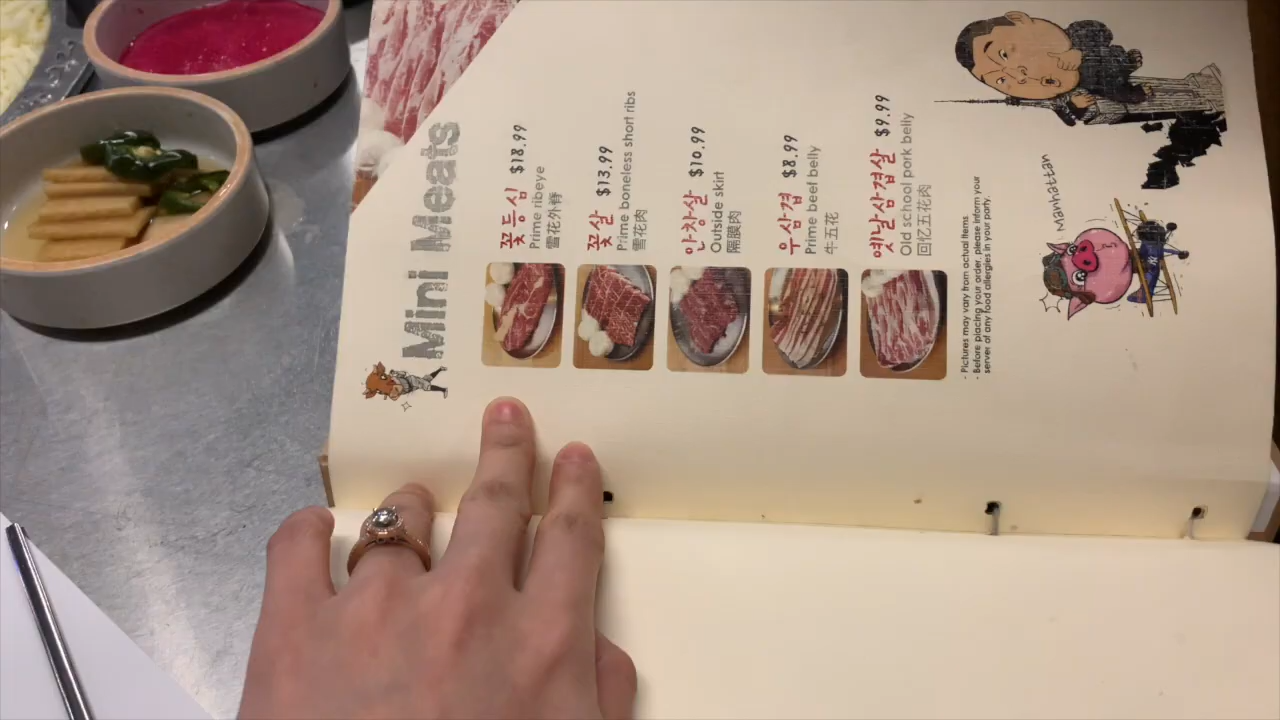 Mini Meats
꽃등심 $18.99
Prime ribeye
雪花外脊
꽃살 $13.99
Prime boneless short ribs
雪花肉
안창살 $10.99
Outside skirt
隔膜肉
우삼겹 $8.99
Prime beef belly
牛五花
옛날삼겹살 $9.99
Old school pork belly
回忆五花肉
- Pictures may vary from actual items.
- Before placing your order, please inform your
server of any food allergies in your party.
Manhattan